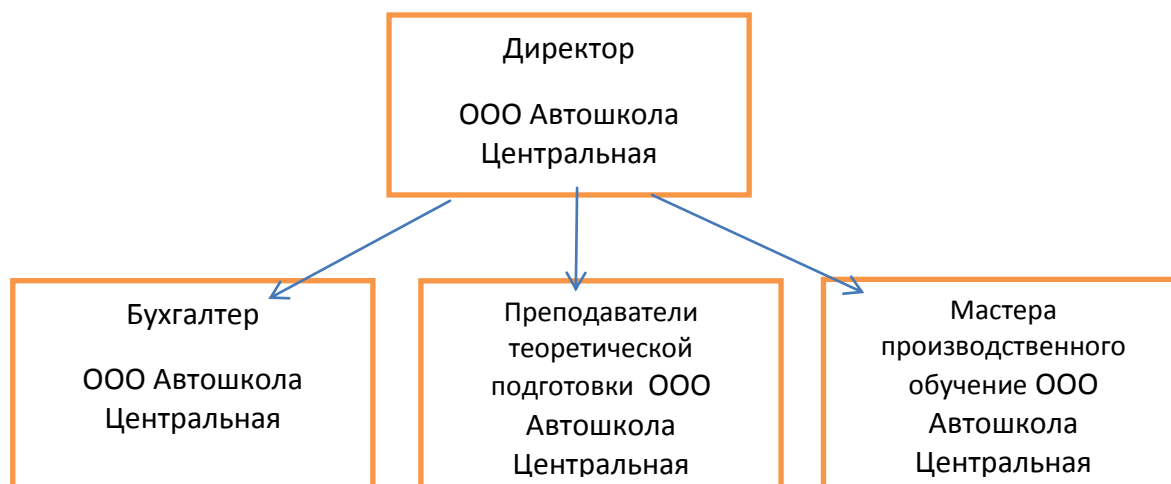 Директор
ООО Автошкола
Центральная
Бухгалтер
ООО Автошкола
Центральная
Преподаватели
теоретической
подготовки ООО
Автошкола
Центральная
Мастера
производственного
обучение ООО
Автошкола
Центральная